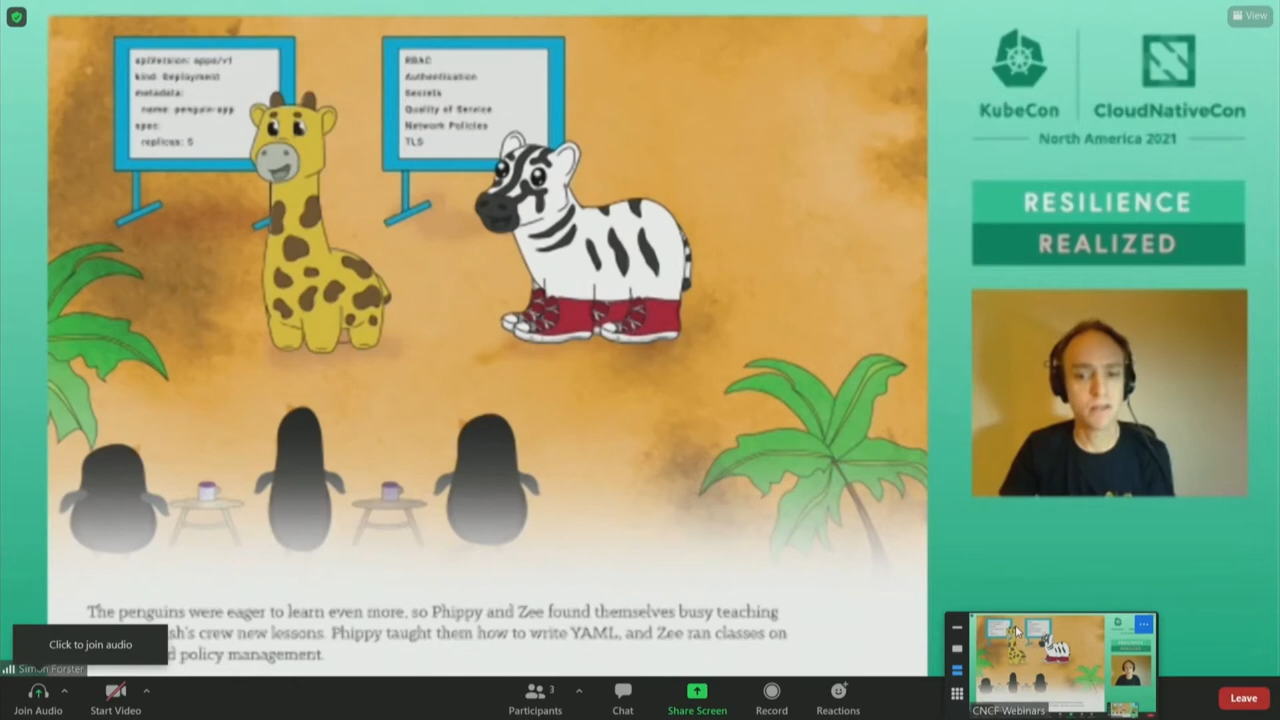 View
apiVersion: apps/v1
kind: Deployment
metadata:
name: penguin-app
spec:
replicas: 5
RBAC
Authentication
Secrets
Quality of Service
Network Policies
TLS
KubeCon
CloudNativeCon
North America 2021
RESILIENCE
REALIZED
The penguins were eager to learn even more, so Phippy and Zee found themselves busy teaching
sh's crew new lessons. Phippy taught them how to write YAML, and Zee ran classes on
d policy management.
Click to join audio
Simon Forster
CNCF Webinars
Join Audio
Start Video
Participants
3
Chat
Share Screen
Record
Reactions
Leave